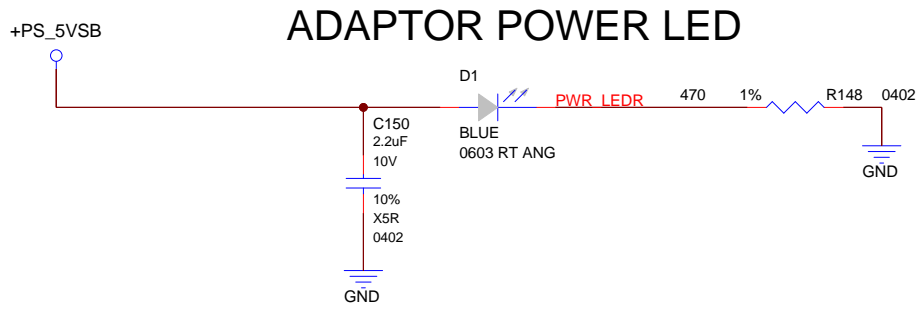 ADAPTOR POWER LED
+PS_5VSB
D1
PWR_LEDR
470 1% R148 0402
BLUE
0603 RT ANG
C150
2.2uF
10V
10%
X5R
0402
GND
GND